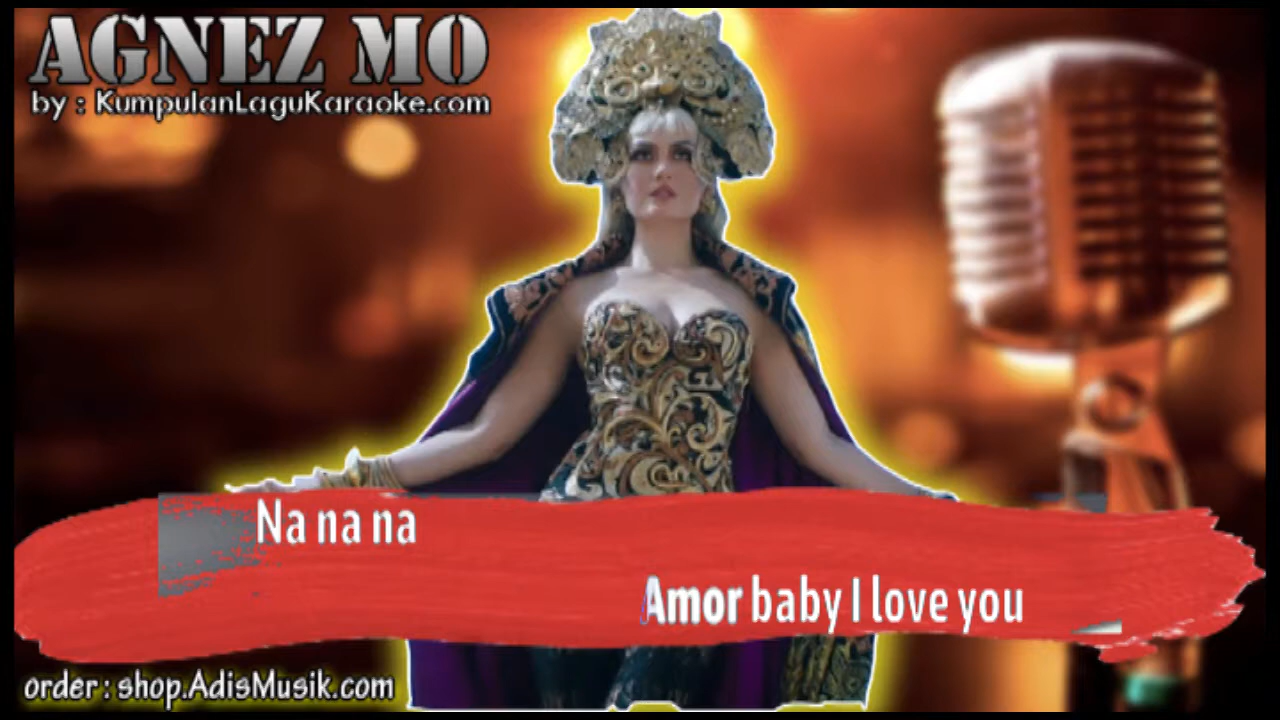 AGNEZ MO
by : KumpulanLaguKaraoke.com
Na na na
Amor baby I love you
order : shop.AdisMusik.com